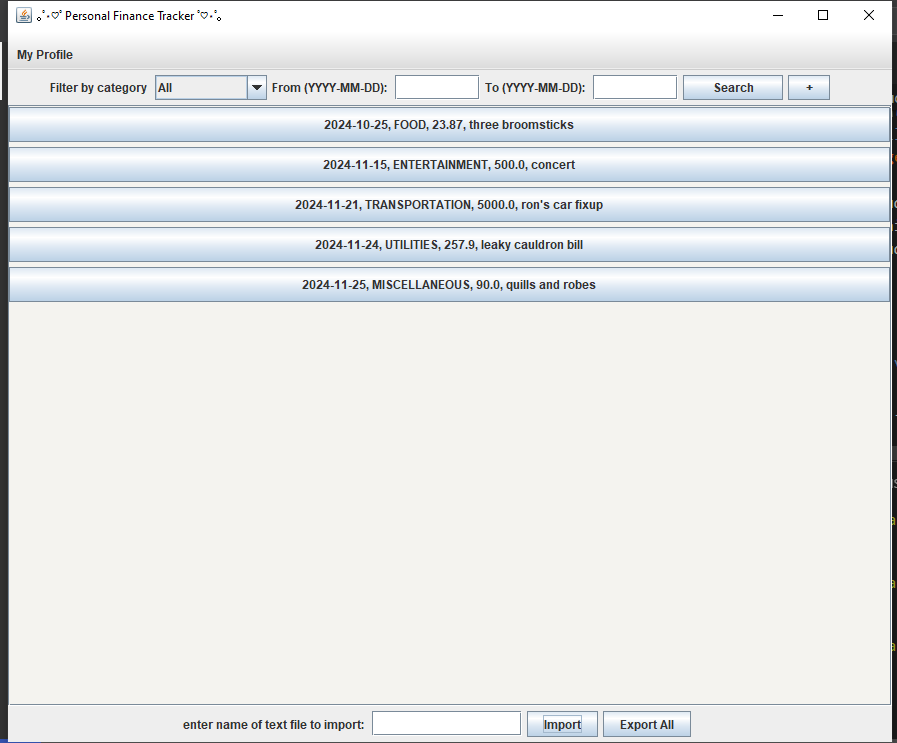 ｡ﾟ･♡ﾟ Personal Finance Tracker ﾟ♡･ﾟ｡
My Profile
Filter by category All From (YYYY-MM-DD): To (YYYY-MM-DD): Search +
2024-10-25, FOOD, 23.87, three broomsticks
2024-11-15, ENTERTAINMENT, 500.0, concert
2024-11-21, TRANSPORTATION, 5000.0, ron's car fixup
2024-11-24, UTILITIES, 257.9, leaky cauldron bill
2024-11-25, MISCELLANEOUS, 90.0, quills and robes
enter name of text file to import: Import Export All